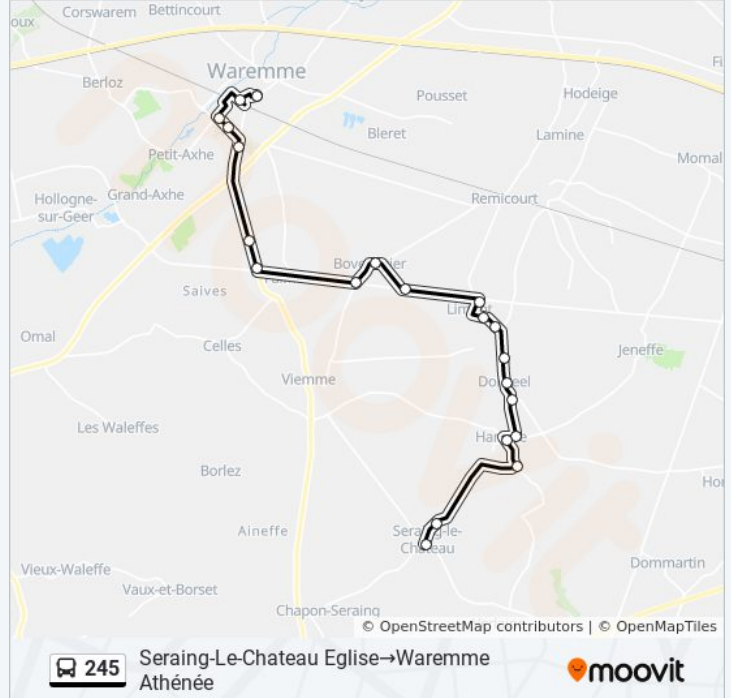 Corswarem
Bettincourt
oux
Waremme
Berloz
Pousset
Hodeige
Bleret
Lamine
Petit-Axhe
Momal
Grand-Axhe
Hollogne-
sur-Geer
Remicourt
Salves
Omal
Celles
Jeneffe
Viemme
Les Waleffes
Borlez
Aineffe
Seraing-le-
Chateau
Vieux-Waleffe
Vaux-et-Borset
Dommartin
Chapon-Seraing
© OpenStreetMap contributors | © OpenMapTiles
245
Seraing-Le-Chateau Eglise→Waremme
Athénée
moovit